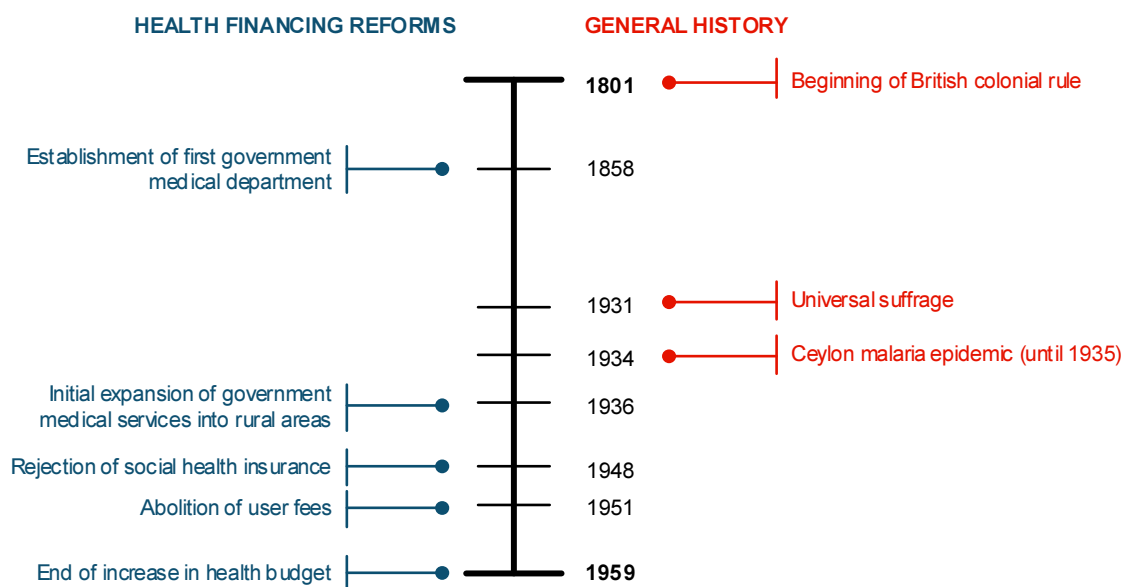 HEALTH FINANCING REFORMS
GENERAL HISTORY
1801
Beginning of British colonial rule
Establishment of first government
medical department
1858
1931
Universal suffrage
1934
Ceylon malaria epidemic (until 1935)
Initial expansion of government
medical services into rural areas
1936
Rejection of social health insurance
1948
Abolition of user fees
1951
End of increase in health budget
1959